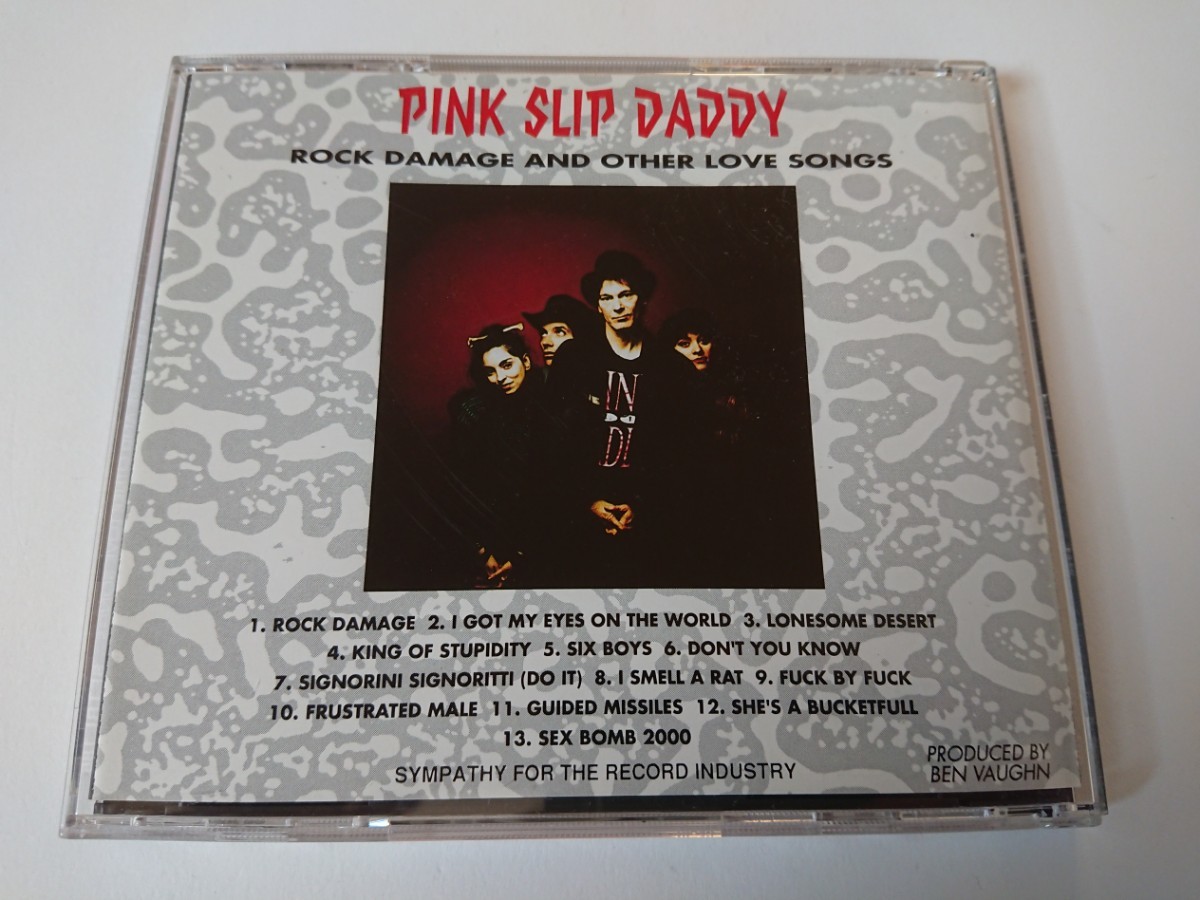 PINK SLIP DADDY
ROCK DAMAGE AND OTHER LOVE SONGS
IN
DI
1. ROCK DAMAGE 2. I GOT MY EYES ON THE WORLD 3. LONESOME DESERT
4. KING OF STUPIDITY 5. SIX BOYS 6. DON'T YOU KNOW
7. SIGNORINI SIGNORITTI (DO IT) 8. I SMELL A RAT 9. FUCK BY FUCK
10. FRUSTRATED MALE 11. GUIDED MISSILES 12. SHE'S A BUCKETFULL
13. SEX BOMB 2000
SYMPATHY FOR THE RECORD INDUSTRY
PRODUCED BY
BEN VAUGHN